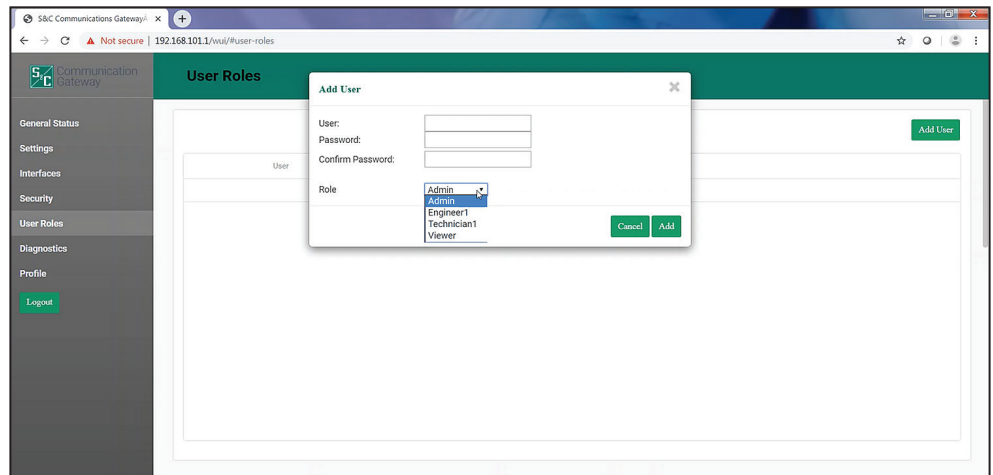 S&C Communications Gateway
Not secure | 192.168.101.1/wui/#user-roles
S&C Communication
Gateway
User Roles
General Status
Settings
Interfaces
Security
User Roles
Diagnostics
Profile
Logout
Add User
User
Add User
User:
Password:
Confirm Password:
Role
Admin
Admin
Engineer1
Technician1
Viewer
Cancel
Add